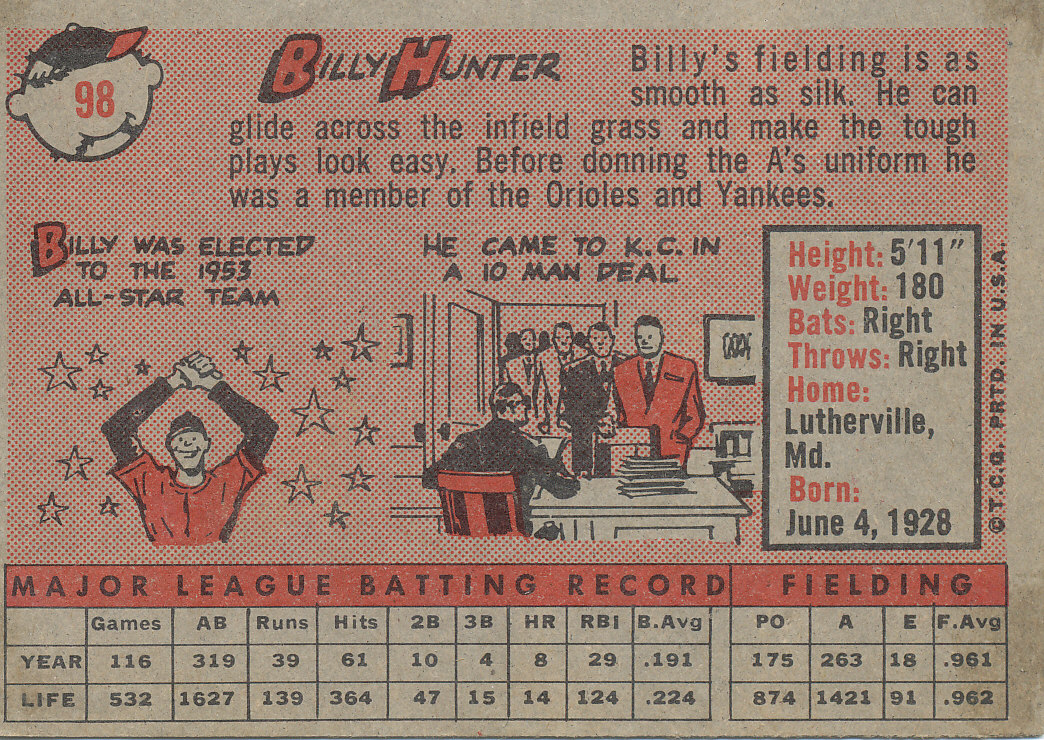 98
BILLY HUNTER
Billy's fielding is as
smooth as silk. He can
glide across the infield grass and make the tough
plays look easy. Before donning the A's uniform he
was a member of the Orioles and Yankees.
BILLY WAS ELECTED
TO THE 1953
ALL-STAR TEAM
HE CAME TO K.C. IN
A 10 MAN DEAL
Height: 5'11"
Weight: 180
Bats: Right
Throws: Right
Home:
Lutherville,
Md.
Born:
June 4, 1928
© T.C.G. PRTD. IN U.S.A.
MAJOR LEAGUE BATTING RECORD FIELDING
Games AB Runs Hits 2B 3B HR RBI B.Avg PO A E F.Avg
YEAR 116 319 39 61 10 4 8 29 .191 175 263 18 .961
LIFE 532 1627 139 364 47 15 14 124 .224 874 1421 91 .962